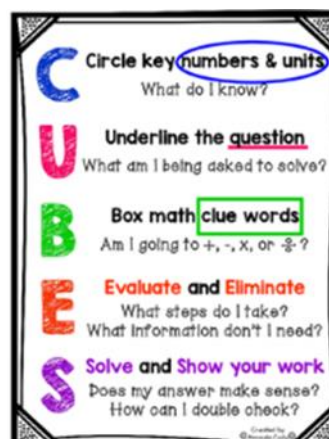 C
Circle key numbers & units
What do I know?
U
Underline the question
What am I being asked to solve?
B
Box math clue words
Am I going to +, -, x, or ÷?
E
Evaluate and Eliminate
What steps do I take?
What information don't I need?
S
Solve and Show your work
Does my answer make sense?
How can I double check?
Created by